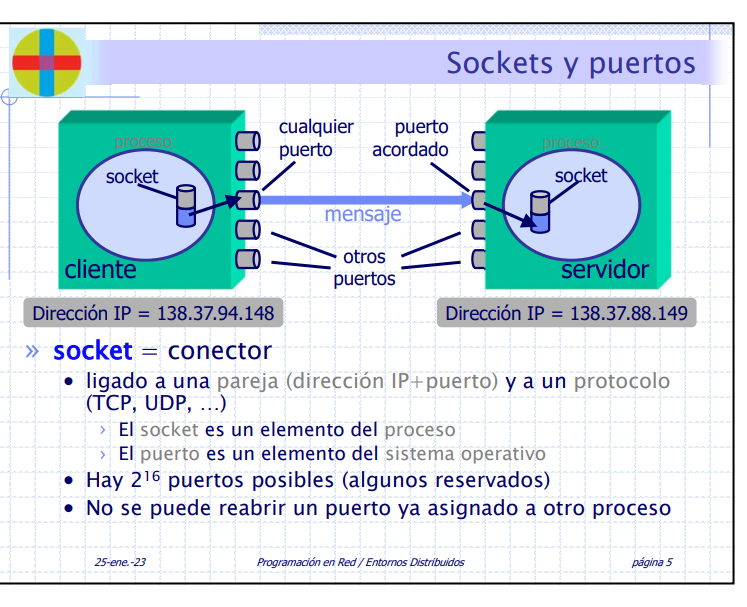 Sockets y puertos
proceso
socket
cliente
cualquier
puerto
puerto
acordado
mensaje
otros
puertos
proceso
socket
servidor
Dirección IP = 138.37.94.148
Dirección IP = 138.37.88.149
» socket = conector
• ligado a una pareja (dirección IP+puerto) y a un protocolo
(TCP, UDP, …)
› El socket es un elemento del proceso
› El puerto es un elemento del sistema operativo
• Hay 2¹⁶ puertos posibles (algunos reservados)
• No se puede reabrir un puerto ya asignado a otro proceso
25-ene.-23
Programación en Red / Entornos Distribuidos
página 5